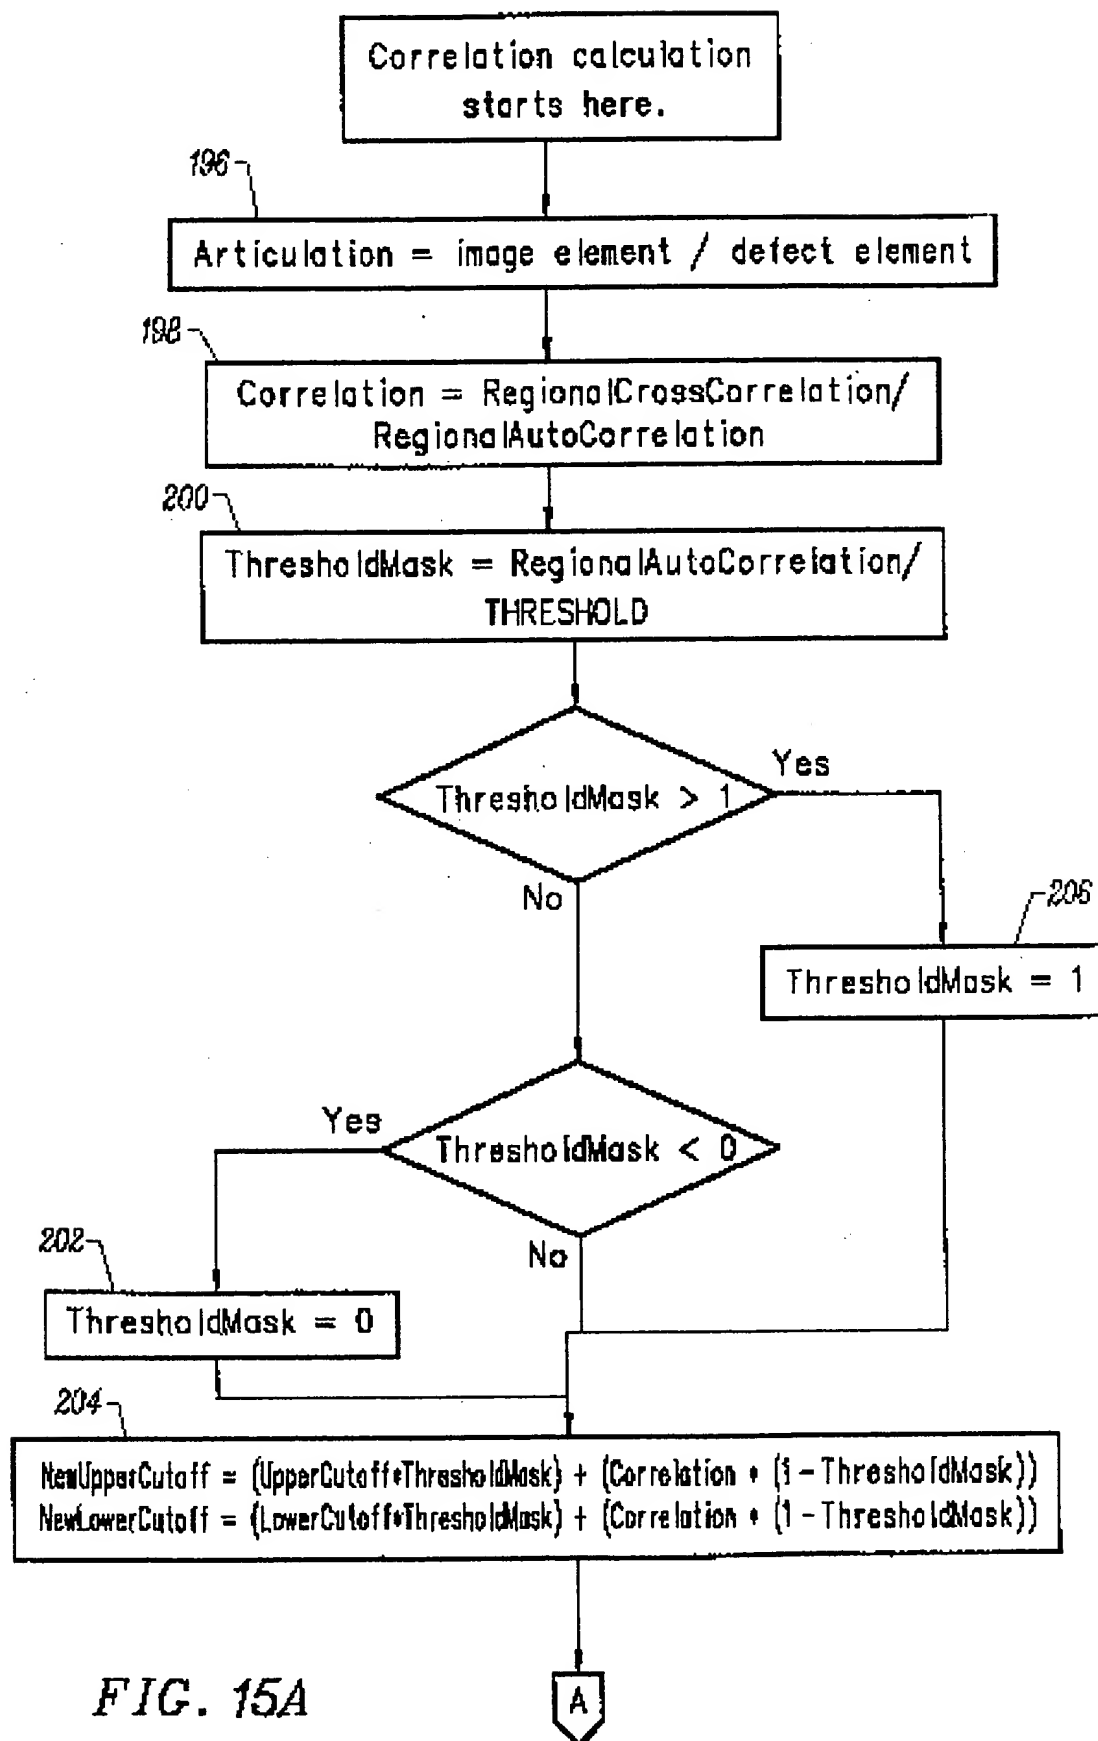 Correlation calculation
starts here.
196
Articulation = image element / defect element
198
Correlation = RegionalCrossCorrelation/
RegionalAutoCorrelation
200
ThresholdMask = RegionalAutoCorrelation/
THRESHOLD
ThresholdMask > 1
Yes
No
206
ThresholdMask = 1
ThresholdMask < 0
Yes
No
202
ThresholdMask = 0
204
NewUpperCutoff = (UpperCutoff*ThresholdMask) + (Correlation * (1-ThresholdMask))
NewLowerCutoff = (LowerCutoff*ThresholdMask) + (Correlation * (1-ThresholdMask))
A
FIG. 15A